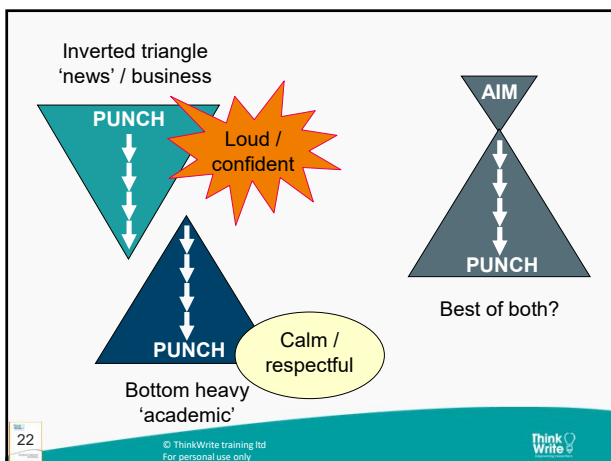 Inverted triangle
‘news’ / business
PUNCH
Loud /
confident
PUNCH
Calm /
respectful
Bottom heavy
‘academic’
AIM
PUNCH
Best of both?
22
© ThinkWrite training ltd
For personal use only
Think
Write